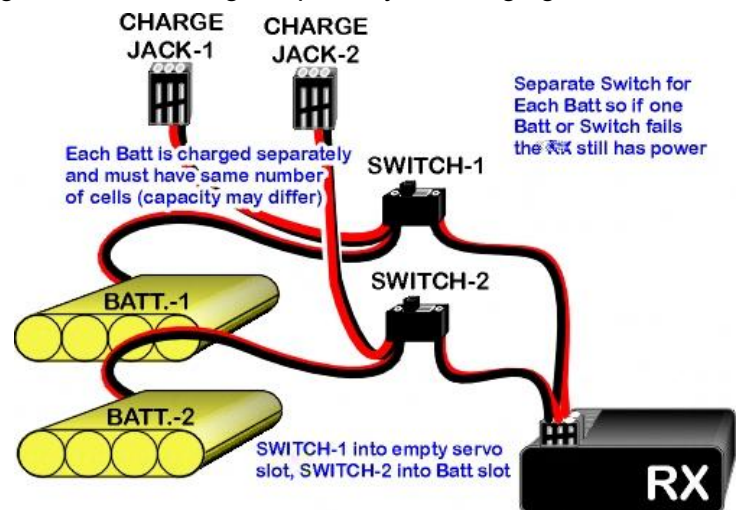 CHARGE
JACK-1
CHARGE
JACK-2
Separate Switch for
Each Batt so if one
Batt or Switch fails
the RX still has power
Each Batt is charged separately
and must have same number
of cells (capacity may differ)
SWITCH-1
BATT.-1
SWITCH-2
BATT.-2
SWITCH-1 into empty servo
slot, SWITCH-2 into Batt slot
RX